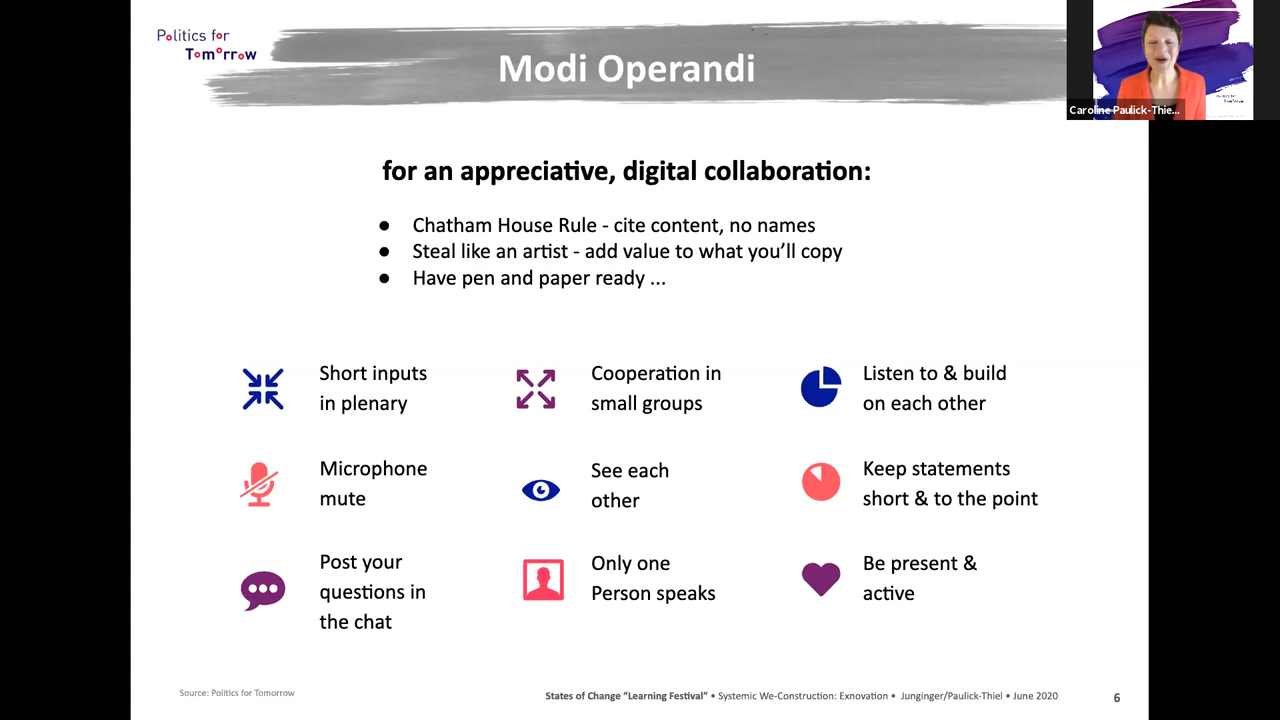 Politics for
Tomorrow
Modi Operandi
Caroline Paulick-Thie...
for an appreciative, digital collaboration:
● Chatham House Rule - cite content, no names
● Steal like an artist - add value to what you’ll copy
● Have pen and paper ready ...
Short inputs
in plenary
Cooperation in
small groups
Listen to & build
on each other
Microphone
mute
See each
other
Keep statements
short & to the point
Post your
questions in
the chat
Only one
Person speaks
Be present &
active
Source: Politics for Tomorrow
States of Change “Learning Festival” • Systemic We-Construction: Exnovation • Junginger/Paulick-Thiel • June 2020
6